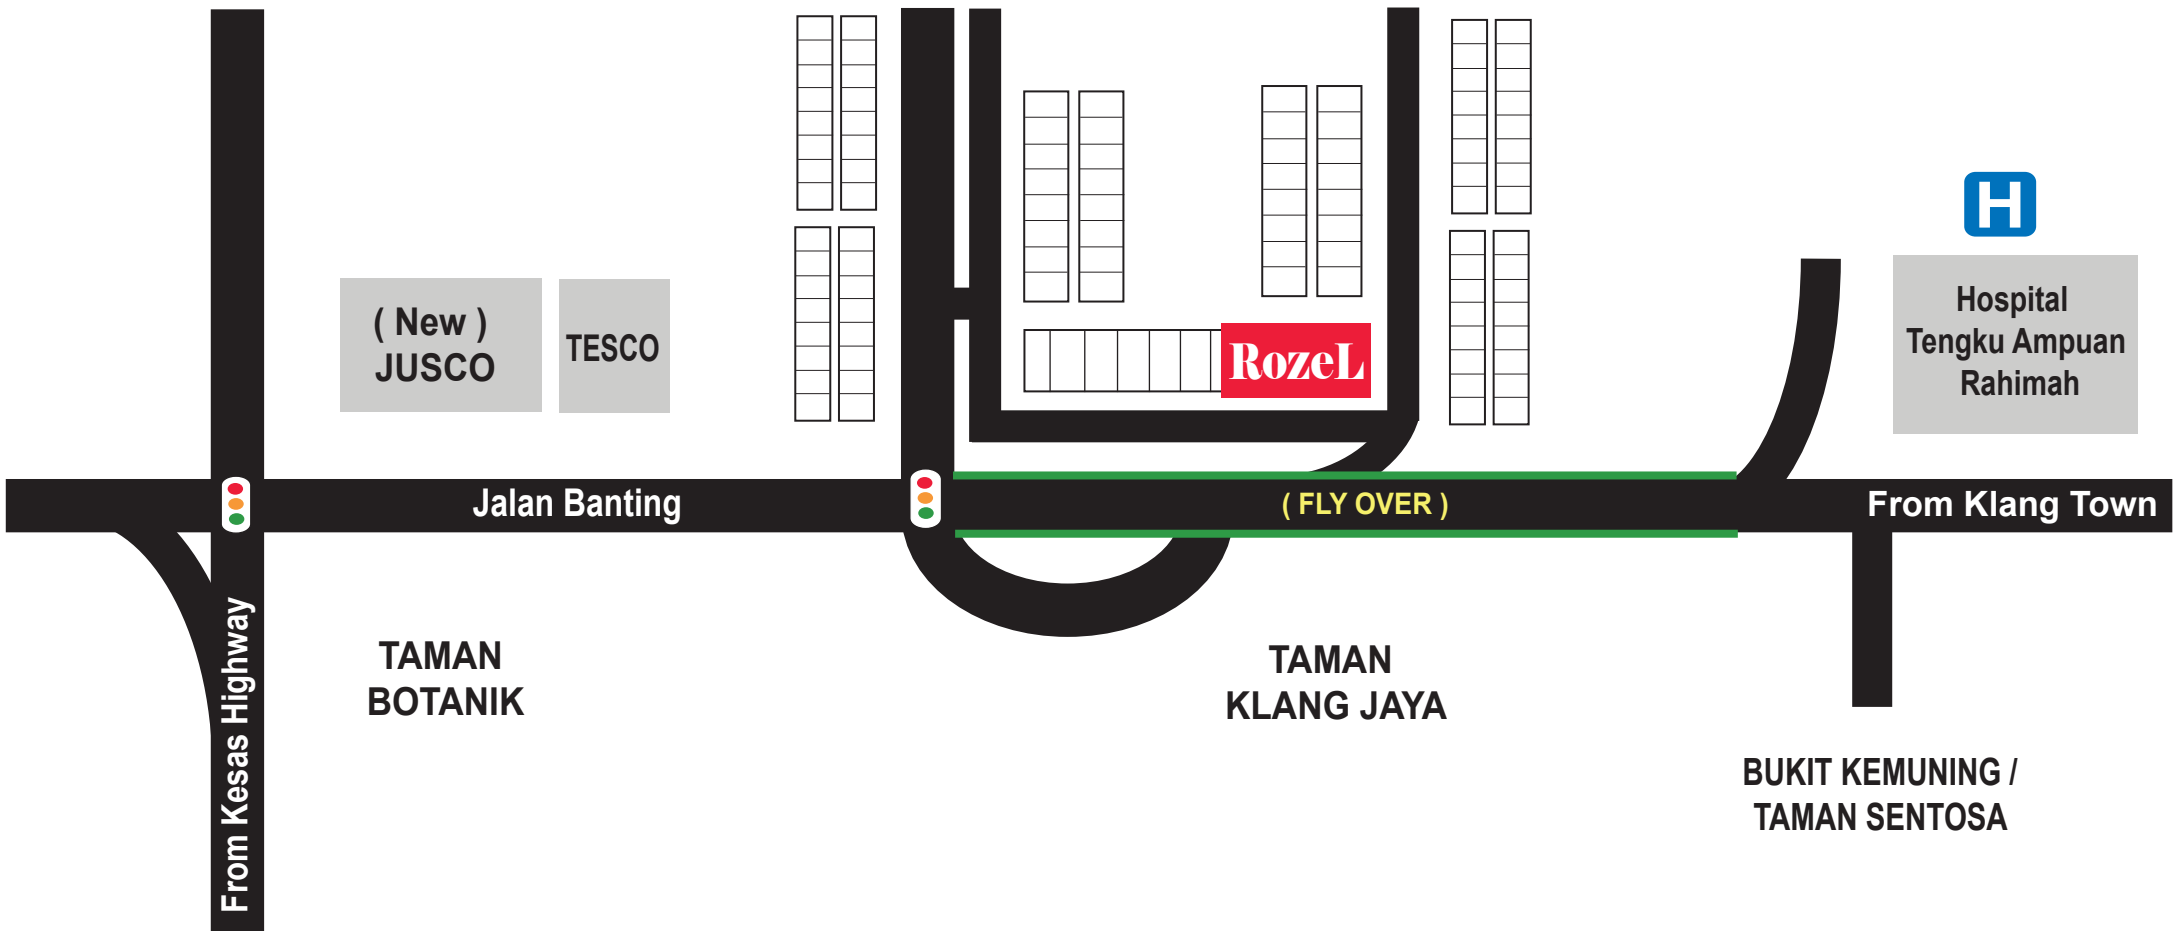 H
( New )
JUSCO
TESCO
RozeL
Hospital
Tengku Ampuan
Rahimah
Jalan Banting
( FLY OVER )
From Klang Town
From Kesas Highway
TAMAN
BOTANIK
TAMAN
KLANG JAYA
BUKIT KEMUNING /
TAMAN SENTOSA